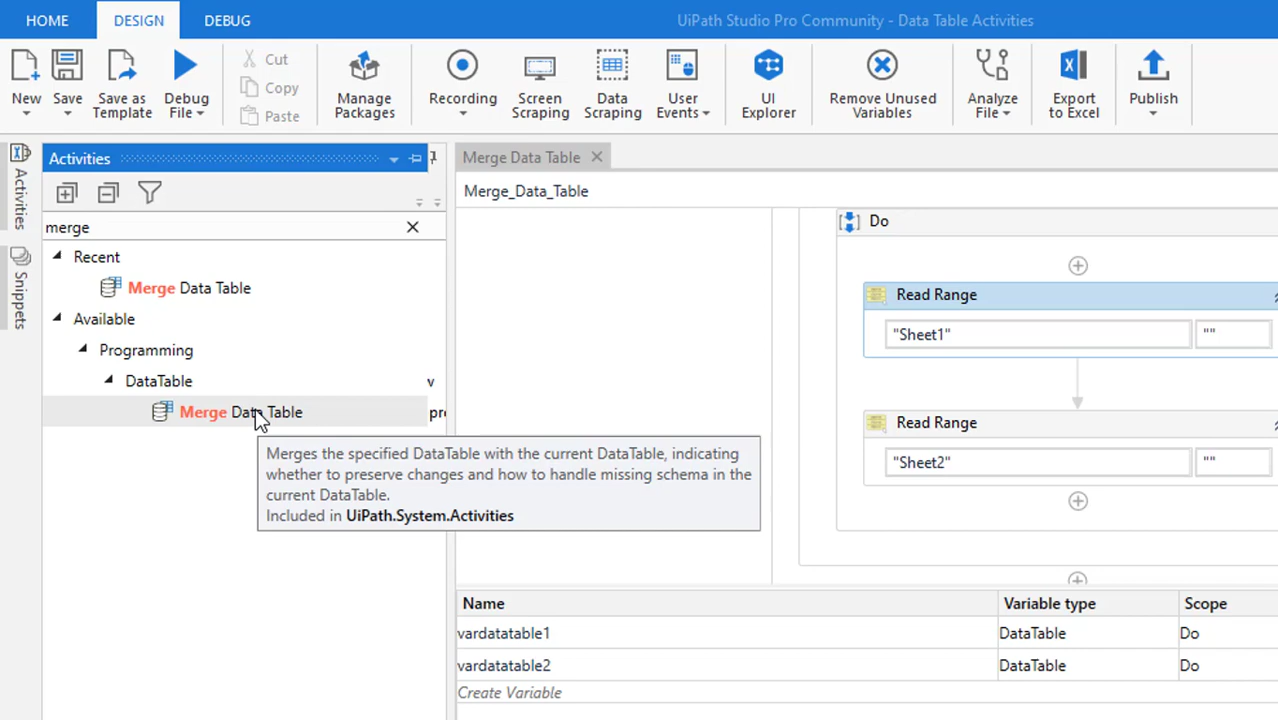 HOME DESIGN DEBUG UiPath Studio Pro Community - Data Table Activities
New Save Save as Template Debug File Cut Copy Paste Manage Packages Recording Screen Scraping Data Scraping User Events UI Explorer Remove Unused Variables Analyze File Export to Excel Publish
Activities
Snippets
Activities
merge
Recent
Merge Data Table
Available
Programming
DataTable v
Merge Data Table pro
Merges the specified DataTable with the current DataTable, indicating
whether to preserve changes and how to handle missing schema in the
current DataTable.
Included in UiPath.System.Activities
Merge Data Table
Merge_Data_Table
Do
Read Range
"Sheet1" ""
Read Range
"Sheet2" ""
Name Variable type Scope
vardatatable1 DataTable Do
vardatatable2 DataTable Do
Create Variable